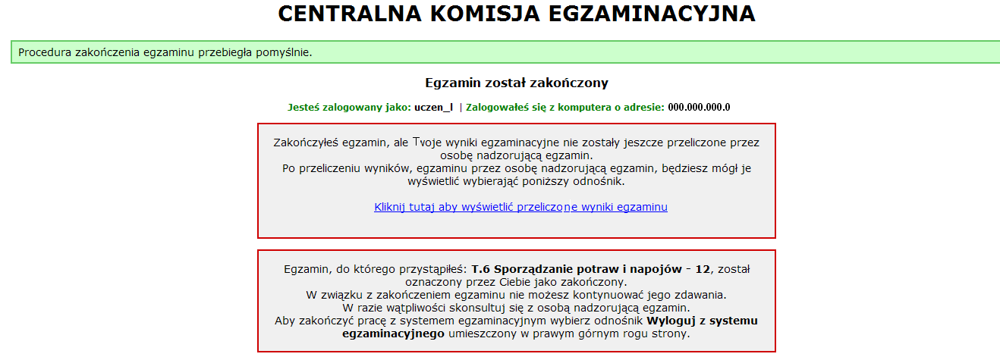 CENTRALNA KOMISJA EGZAMINACYJNA
Procedura zakończenia egzaminu przebiegła pomyślnie.
Egzamin został zakończony
Jesteś zalogowany jako: uczen_l | Zalogowałeś się z komputera o adresie: 000.000.000.0
Zakończyłeś egzamin, ale Twoje wyniki egzaminacyjne nie zostały jeszcze przeliczone przez
osobę nadzorującą egzamin.
Po przeliczeniu wyników, egzaminu przez osobę nadzorującą egzamin, będziesz mógł je
wyświetlić wybierająć poniższy odnośnik.
Kliknij tutaj aby wyświetlić przeliczone wyniki egzaminu
Egzamin, do którego przystąpiłeś: T.6 Sporządzanie potraw i napojów - 12, został
oznaczony przez Ciebie jako zakończony.
W związku z zakończeniem egzaminu nie możesz kontynuować jego zdawania.
W razie wątpliwości skonsultuj się z osobą nadzorującą egzamin.
Aby zakończyć pracę z systemem egzaminacyjnym wybierz odnośnik Wyloguj z systemu
egzaminacyjnego umieszczony w prawym górnym rogu strony.